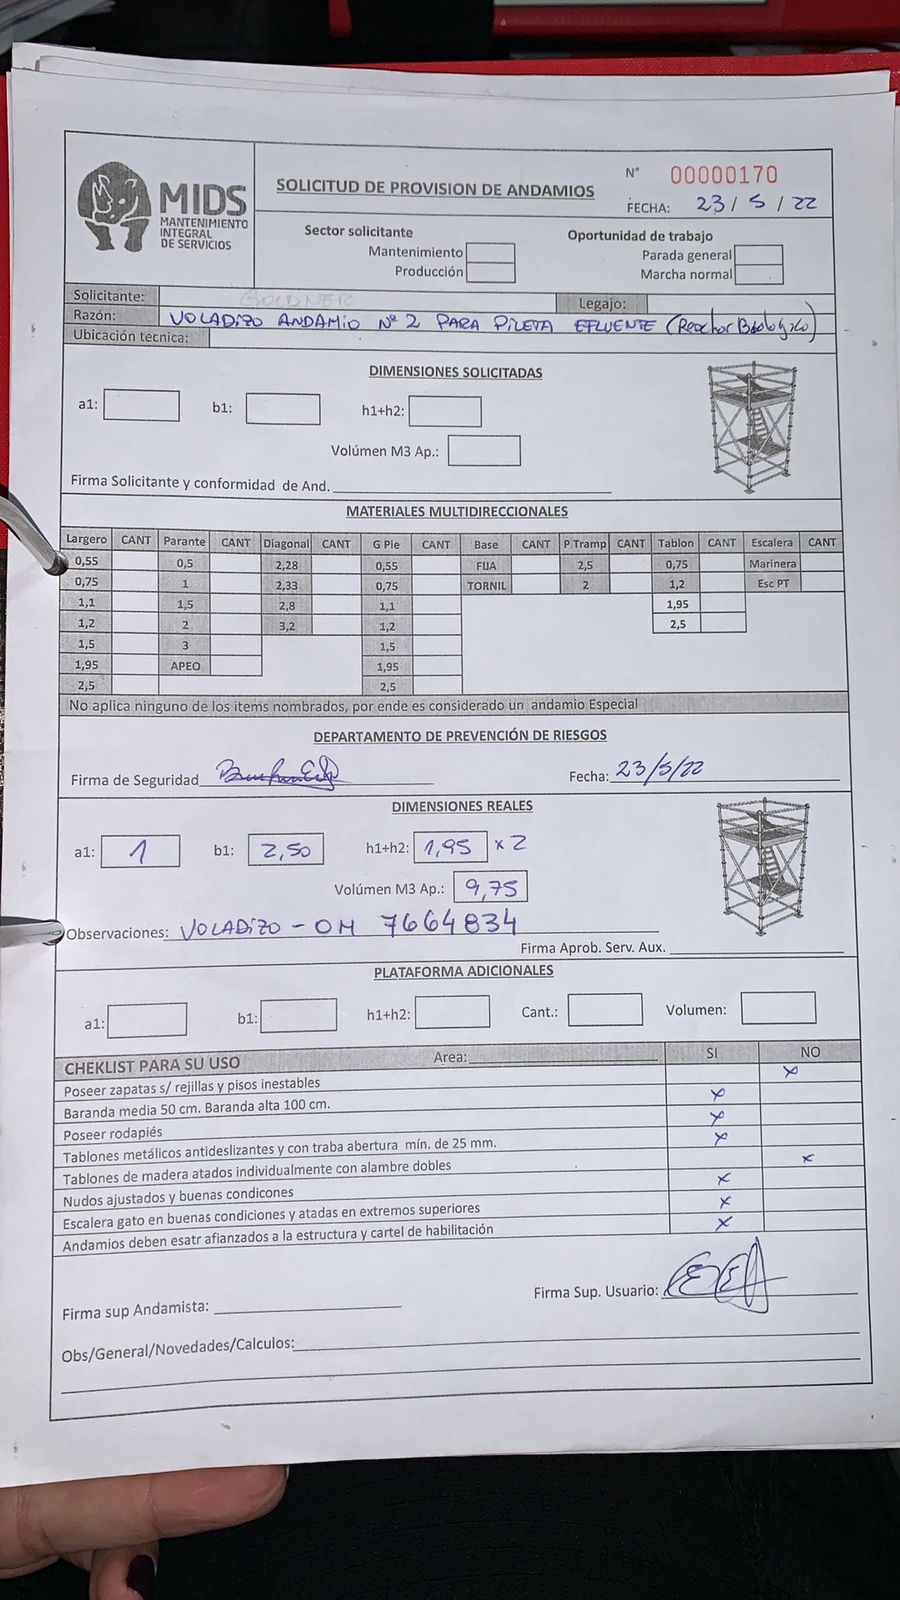 MIDS
MANTENIMIENTO
INTEGRAL
DE SERVICIOS
SOLICITUD DE PROVISION DE ANDAMIOS
N° 00000170
FECHA: 23 / 5 / 22
Sector solicitante
Mantenimiento
Producción
Oportunidad de trabajo
Parada general
Marcha normal
Solicitante: GOLDNER Legajo:
Razón: VOLADIZO ANDAMIO Nº 2 PARA PILETA EFLUENTE (Reactor Biologico)
Ubicación tecnica:
DIMENSIONES SOLICITADAS
a1: b1: h1+h2:
Volúmen M3 Ap.:
Firma Solicitante y conformidad de And.
MATERIALES MULTIDIRECCIONALES
Largero CANT Parante CANT Diagonal CANT G Pie CANT Base CANT P Tramp CANT Tablon CANT Escalera CANT
0,55 0,5 2,28 0,55 FIJA 2,5 0,75 Marinera
0,75 1 2,33 0,75 TORNIL 2 1,2 Esc PT
1,1 1,5 2,8 1,1 1,95
1,2 2 3,2 1,2 2,5
1,5 3 1,5
1,95 APEO 1,95
2,5 2,5
No aplica ninguno de los items nombrados, por ende es considerado un andamio Especial
DEPARTAMENTO DE PREVENCIÓN DE RIESGOS
Firma de Seguridad Fecha: 23/5/22
DIMENSIONES REALES
a1: 1 b1: 2,50 h1+h2: 1,95 x 2
Volúmen M3 Ap.: 9,75
Observaciones: VOLADIZO - OM 7664834
Firma Aprob. Serv. Aux.
PLATAFORMA ADICIONALES
a1: b1: h1+h2: Cant.: Volumen:
CHEKLIST PARA SU USO Area: SI NO
Poseer zapatas s/ rejillas y pisos inestables x
Baranda media 50 cm. Baranda alta 100 cm. x
Poseer rodapiés x
Tablones metálicos antideslizantes y con traba abertura mín. de 25 mm. x
Tablones de madera atados individualmente con alambre dobles x
Nudos ajustados y buenas condicones x
Escalera gato en buenas condiciones y atadas en extremos superiores x
Andamios deben esatr afianzados a la estructura y cartel de habilitación x
Firma sup Andamista: Firma Sup. Usuario:
Obs/General/Novedades/Calculos: